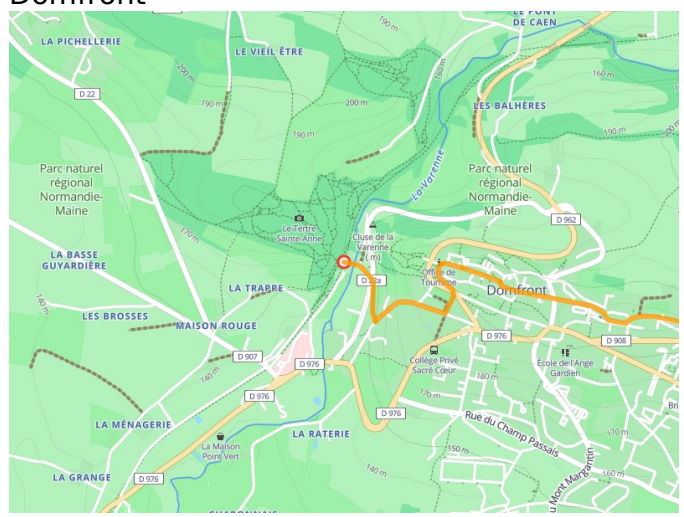 Domfront
LE PONT
DE CAEN
LA PICHELLERIE
LE VIEIL ÊTRE
190 m
160 m
160 m
200 m
D 22
190 m
200 m
LES BALHÈRES
190 m
190 m
Parc naturel
régional
Normandie-
Maine
La Varenne
Parc naturel
régional
Normandie-
Maine
Le Tertre
Sainte-Anne
Cluse de la
Varenne
( m)
D 962
170 m
LA BASSE
GUYARDIÈRE
Office de
Tourisme
D 22a
LA TRAPPE
Domfront
140 m
LES BROSSES
MAISON ROUGE
D 976
D 908
D 907
D 976
Collège Privé
Sacré Cœur
École de l'Ange
Gardien
140 m
180 m
170 m
D 976
LA MÉNAGERIE
Rue du Champ Passais
LA RATERIE
170 m
La Maison
Point Vert
150 m
140 m
160 m
LA GRANGE
D 976
u Mont Margantin